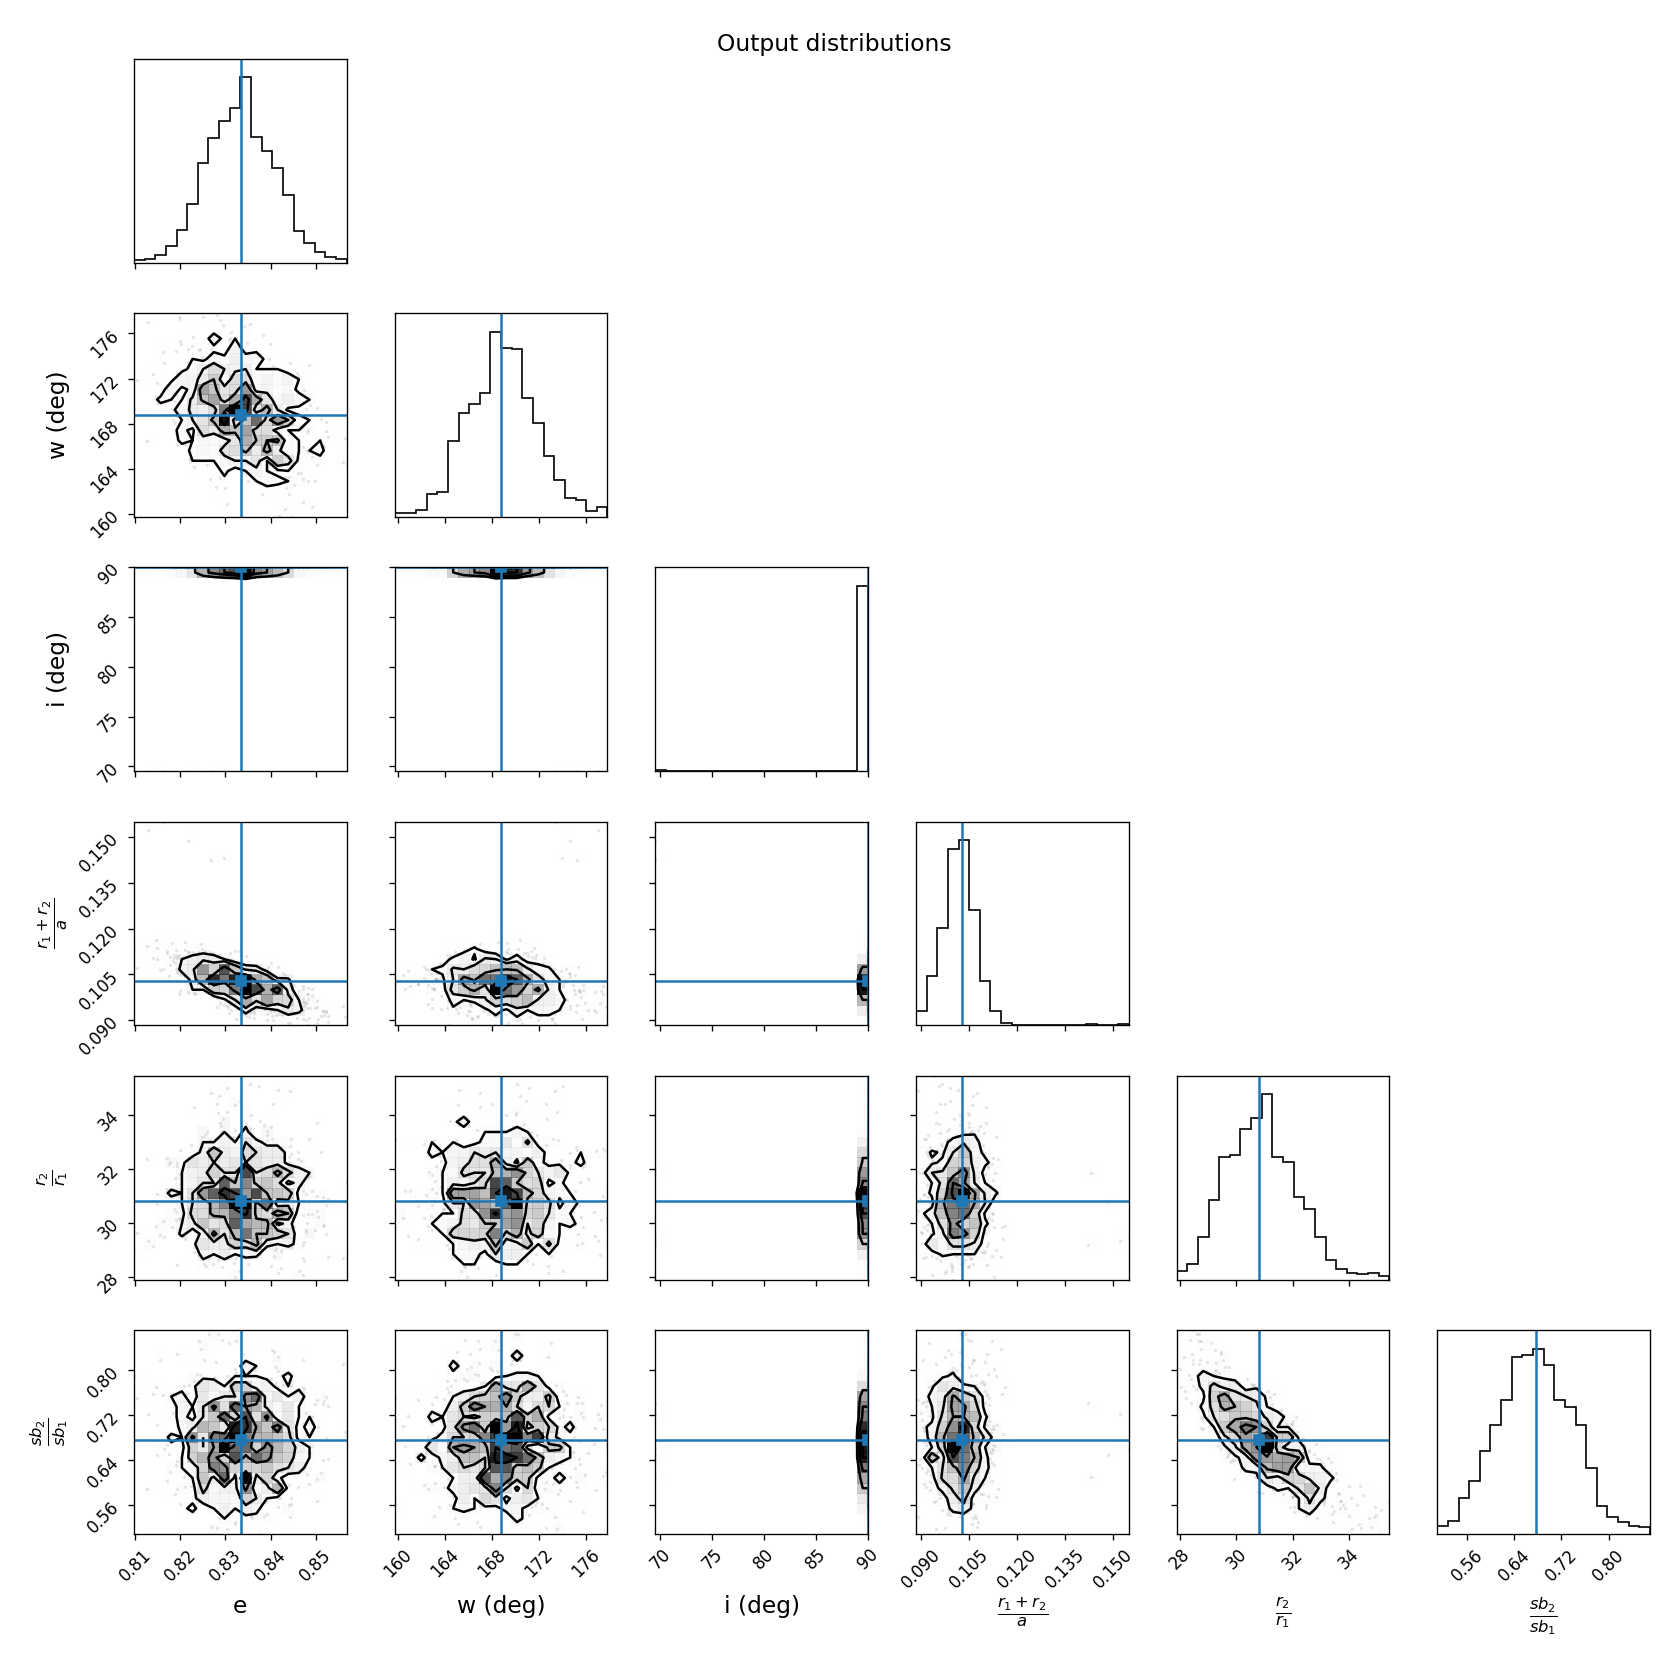 Output distributions
w (deg)
176
172
168
164
160
i (deg)
90
85
80
75
70
r₁ + r₂
a
0.150
0.135
0.120
0.105
0.090
r₂
r₁
34
32
30
28
sb₂
sb₁
0.80
0.72
0.64
0.56
0.81 0.82 0.83 0.84 0.85 160 164 168 172 176 70 75 80 85 90 0.090 0.105 0.120 0.135 0.150 28 30 32 34 0.56 0.64 0.72 0.80
e w (deg) i (deg) r₁ + r₂ r₂ sb₂
a r₁ sb₁